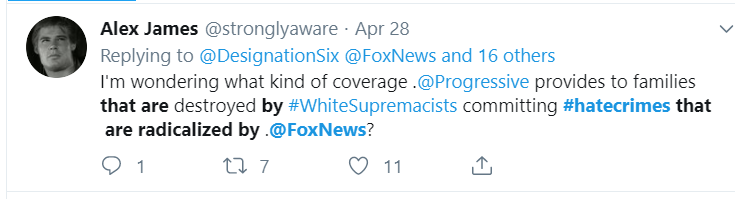 Alex James @stronglyaware · Apr 28
Replying to @DesignationSix @FoxNews and 16 others
I'm wondering what kind of coverage .@Progressive provides to families
that are destroyed by #WhiteSupremacists committing #hatecrimes that
are radicalized by .@FoxNews?
1 7 11